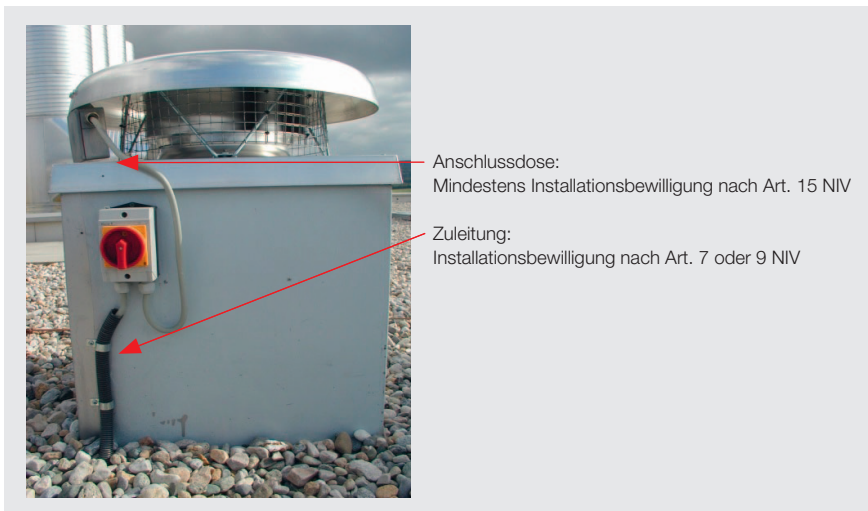 Anschlussdose:
Mindestens Installationsbewilligung nach Art. 15 NIV
Zuleitung:
Installationsbewilligung nach Art. 7 oder 9 NIV